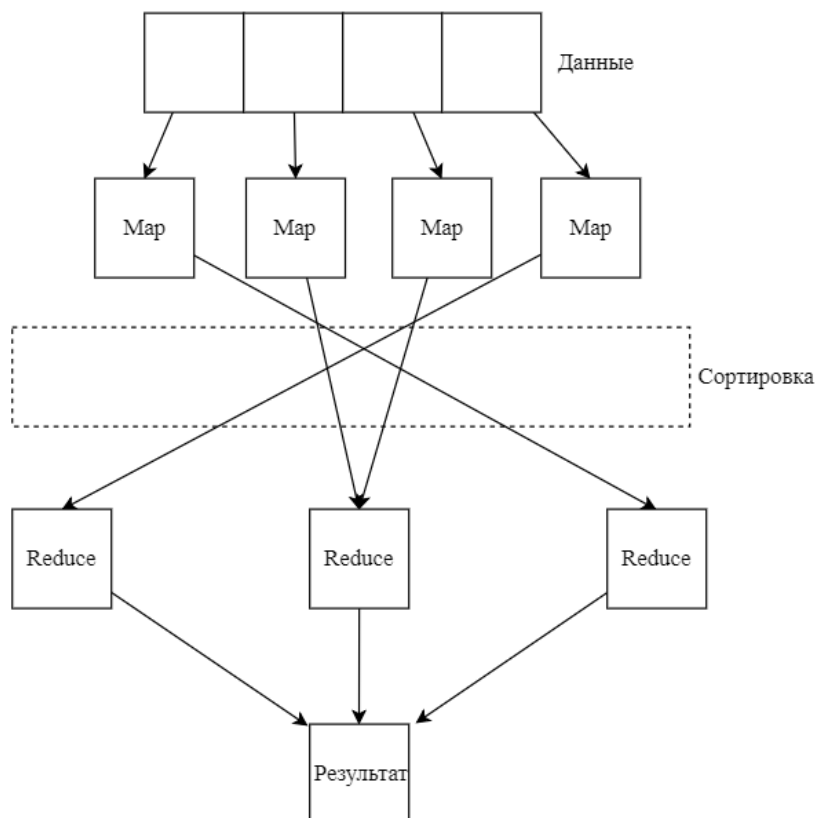 Данные
Map
Map
Map
Map
Сортировка
Reduce
Reduce
Reduce
Результат